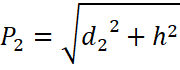 P₂ = √(d₂² + h²)